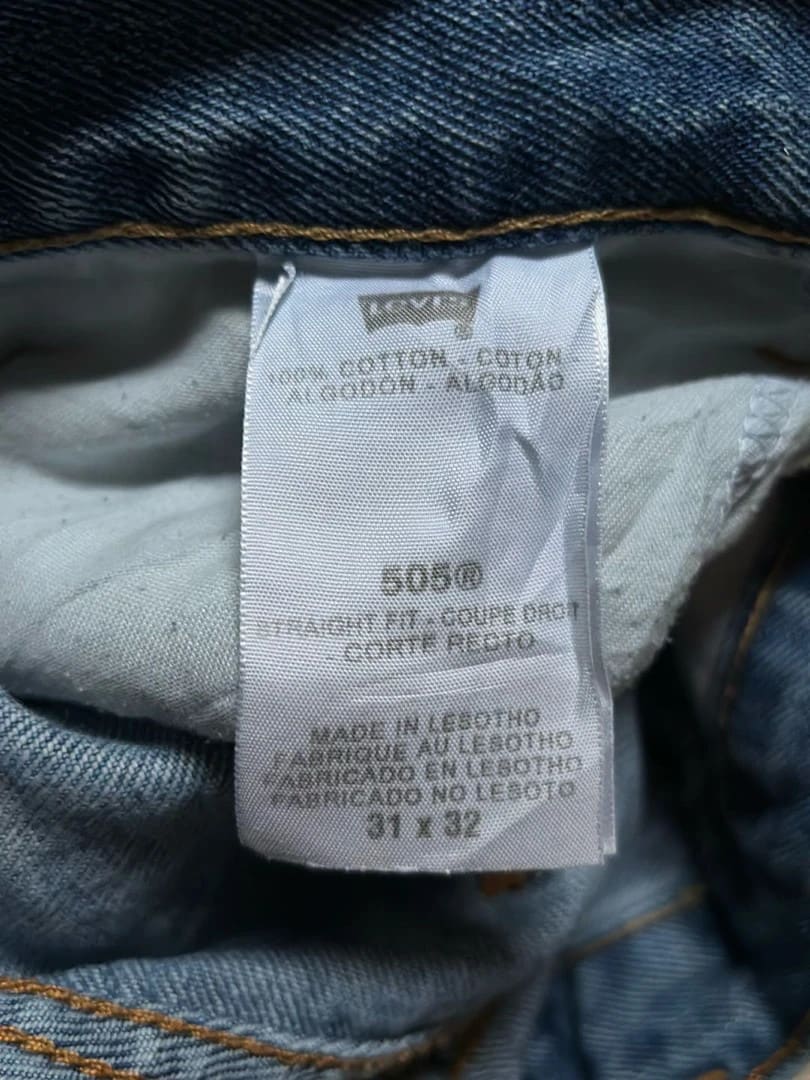 Levi's
100% COTTON - COTON -
ALGODON - ALGODÃO
505®
STRAIGHT FIT - COUPE DROIT
- CORTE RECTO
MADE IN LESOTHO
FABRIQUE AU LESOTHO
FABRICADO EN LESOTHO
FABRICADO NO LESOTO
31 x 32